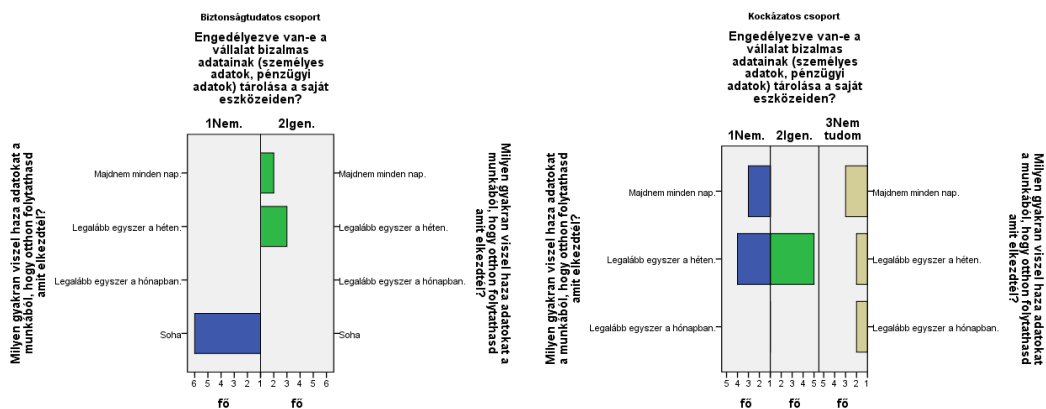 Biztonságtudatos csoport
Engedélyezve van-e a
vállalat bizalmas
adatainak (személyes
adatok, pénzügyi
adatok) tárolása a saját
eszközeiden?
1Nem.
2Igen.
Milyen gyakran viszel haza adatokat a
munkából, hogy otthon folytathasd
amit elkezdtél?
Majdnem minden nap.
Legalább egyszer a héten.
Legalább egyszer a hónapban.
Soha
Majdnem minden nap.
Legalább egyszer a héten.
Legalább egyszer a hónapban.
Soha
Milyen gyakran viszel haza adatokat a
munkából, hogy otthon folytathasd
amit elkezdtél?
6 5 4 3 2 1 2 3 4 5 6
fő
fő
Kockázatos csoport
Engedélyezve van-e a
vállalat bizalmas
adatainak (személyes
adatok, pénzügyi
adatok) tárolása a saját
eszközeiden?
1Nem.
2Igen.
3Nem
tudom
Milyen gyakran viszel haza adatokat
a munkából, hogy otthon folytathasd
amit elkezdtél?
Majdnem minden nap.
Legalább egyszer a héten.
Legalább egyszer a hónapban.
Majdnem minden nap.
Legalább egyszer a héten.
Legalább egyszer a hónapban.
Milyen gyakran viszel haza adatokat
a munkából, hogy otthon folytathasd
amit elkezdtél?
5 4 3 2 1 2 3 4 5 5 4 3 2 1
fő
fő
fő